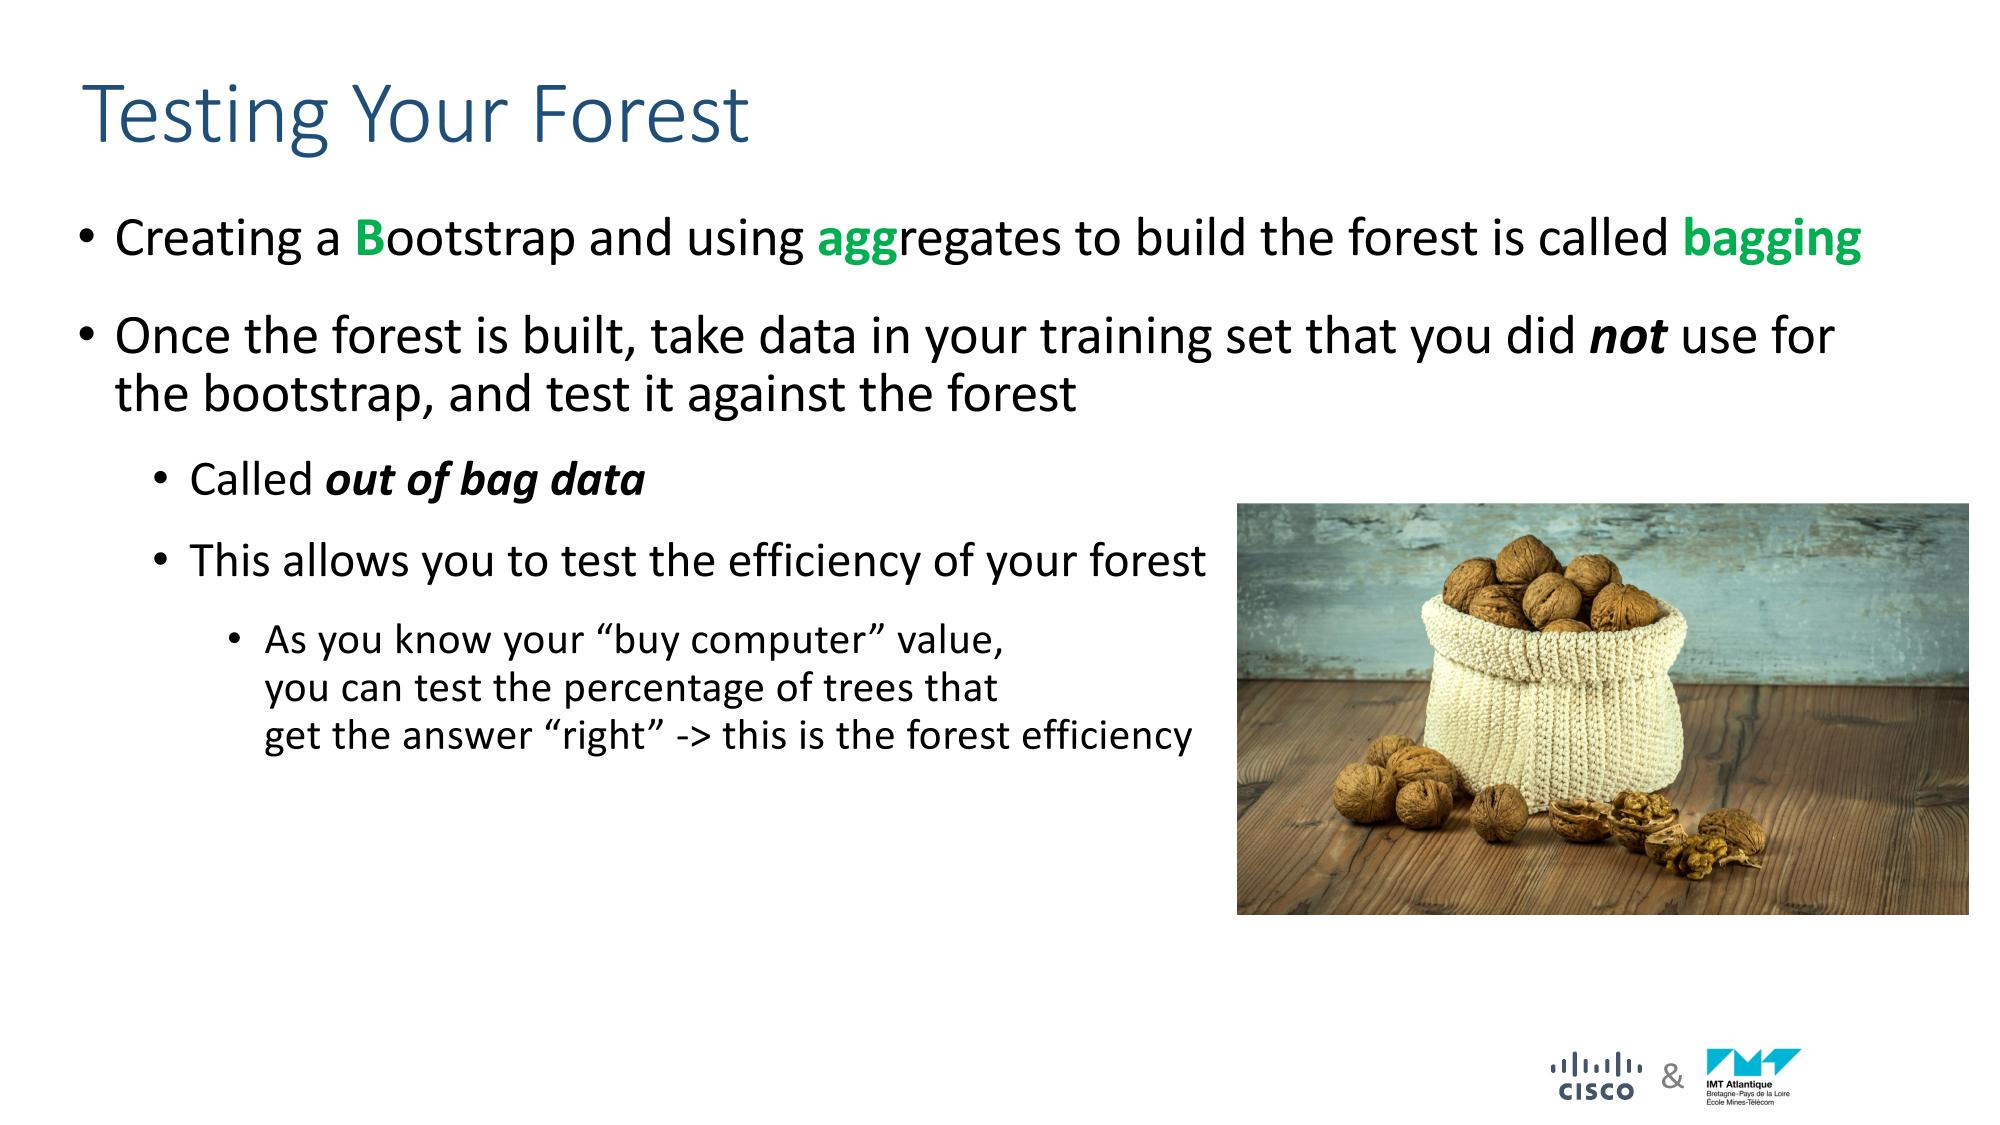 Testing Your Forest
• Creating a Bootstrap and using aggregates to build the forest is called bagging
• Once the forest is built, take data in your training set that you did not use for
the bootstrap, and test it against the forest
• Called out of bag data
• This allows you to test the efficiency of your forest
• As you know your “buy computer” value,
you can test the percentage of trees that
get the answer “right” -> this is the forest efficiency
CISCO & IMT
IMT Atlantique
Bretagne-Pays de la Loire
École Mines-Télécom